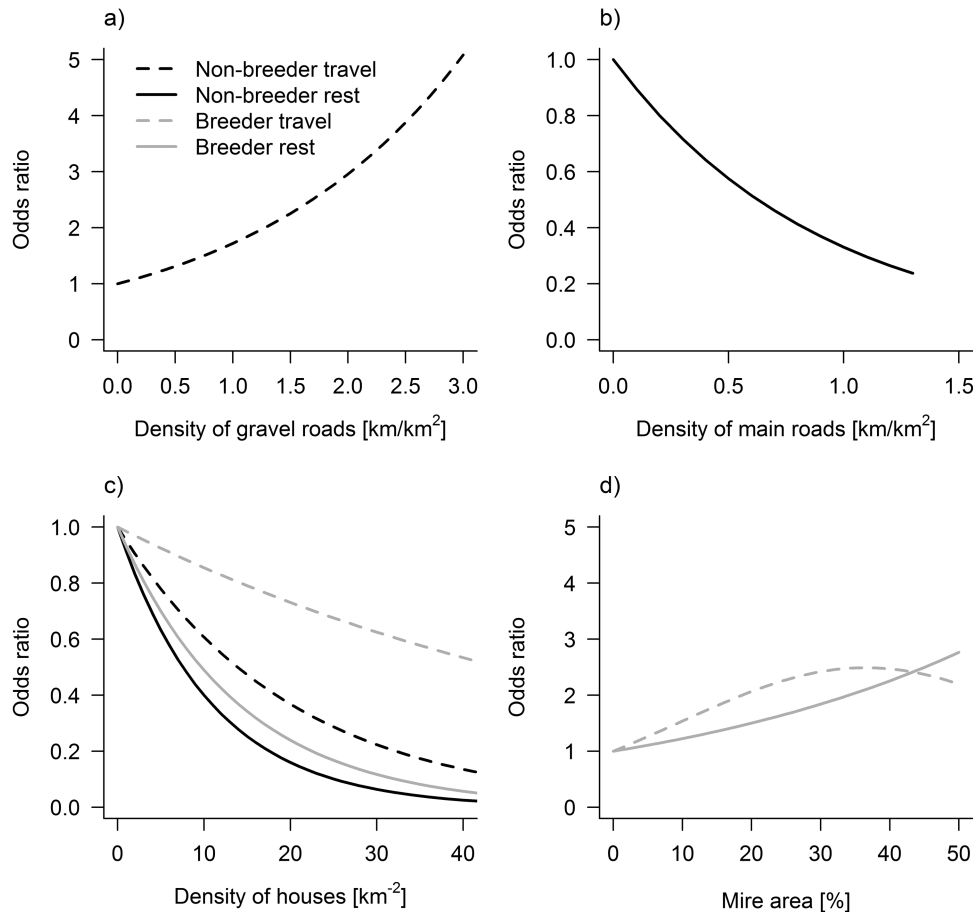 a)
5
4
3
2
1
0
Odds ratio
Non-breeder travel
Non-breeder rest
Breeder travel
Breeder rest
0.0 0.5 1.0 1.5 2.0 2.5 3.0
Density of gravel roads [km/km²]
b)
1.0
0.8
0.6
0.4
0.2
0.0
Odds ratio
0.0 0.5 1.0 1.5
Density of main roads [km/km²]
c)
1.0
0.8
0.6
0.4
0.2
0.0
Odds ratio
0 10 20 30 40
Density of houses [km⁻²]
d)
5
4
3
2
1
0
Odds ratio
0 10 20 30 40 50
Mire area [%]